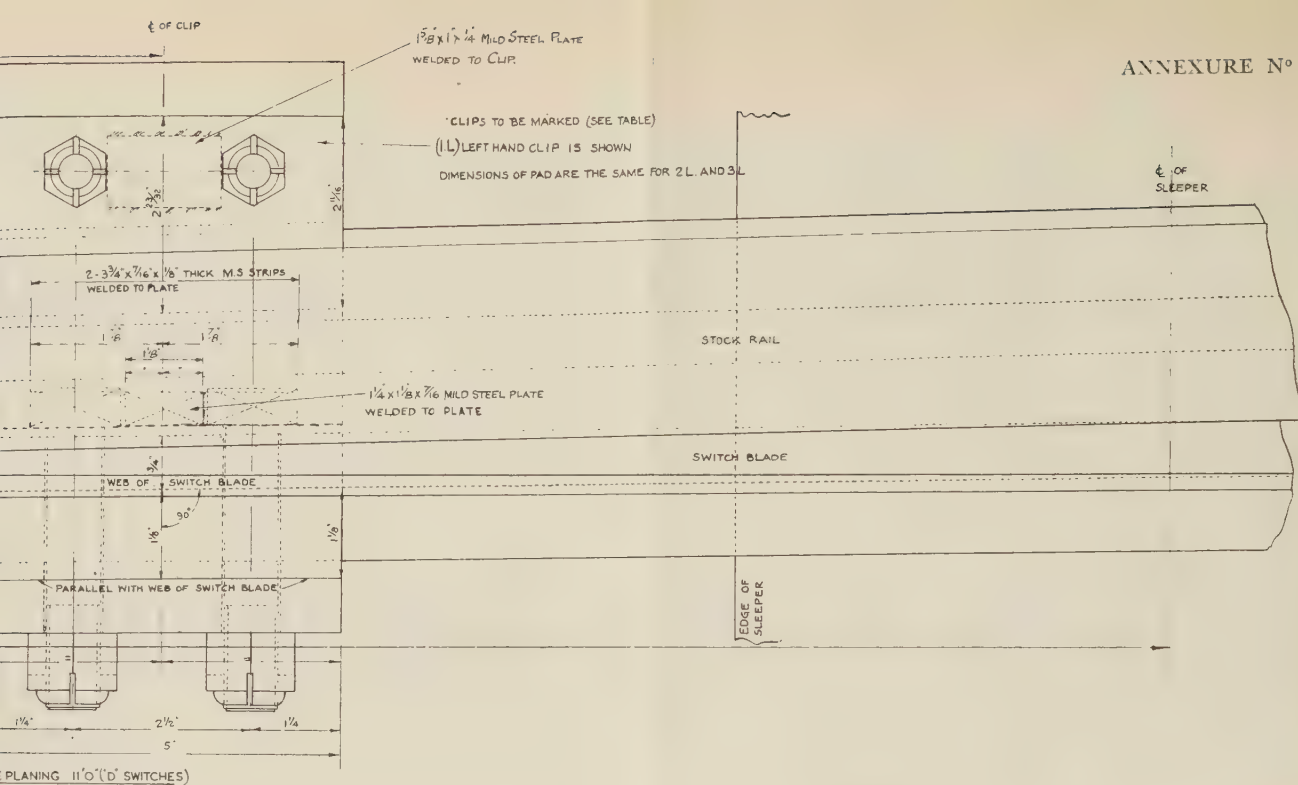 ℄ OF CLIP
1⅝"x1"x¼" MILD STEEL PLATE
WELDED TO CLIP.
ANNEXURE Nº
CLIPS TO BE MARKED (SEE TABLE)
(1.L) LEFT HAND CLIP IS SHOWN
DIMENSIONS OF PAD ARE THE SAME FOR 2L. AND 3L
℄ OF
SLEEPER
2 23/32"
2 11/16"
2-3¾"x 7/16"x ⅛" THICK M.S STRIPS
WELDED TO PLATE
1⅞"
1⅞"
1⅛"
STOCK RAIL
1¼"x1⅛"x 7/16 MILD STEEL PLATE
WELDED TO PLATE
SWITCH BLADE
¾"
WEB OF SWITCH BLADE
90°
1⅛"
1⅛"
PARALLEL WITH WEB OF SWITCH BLADE
EDGE OF
SLEEPER
1¼"
2½"
1¼
5"
PLANING 11'0" ("D" SWITCHES)